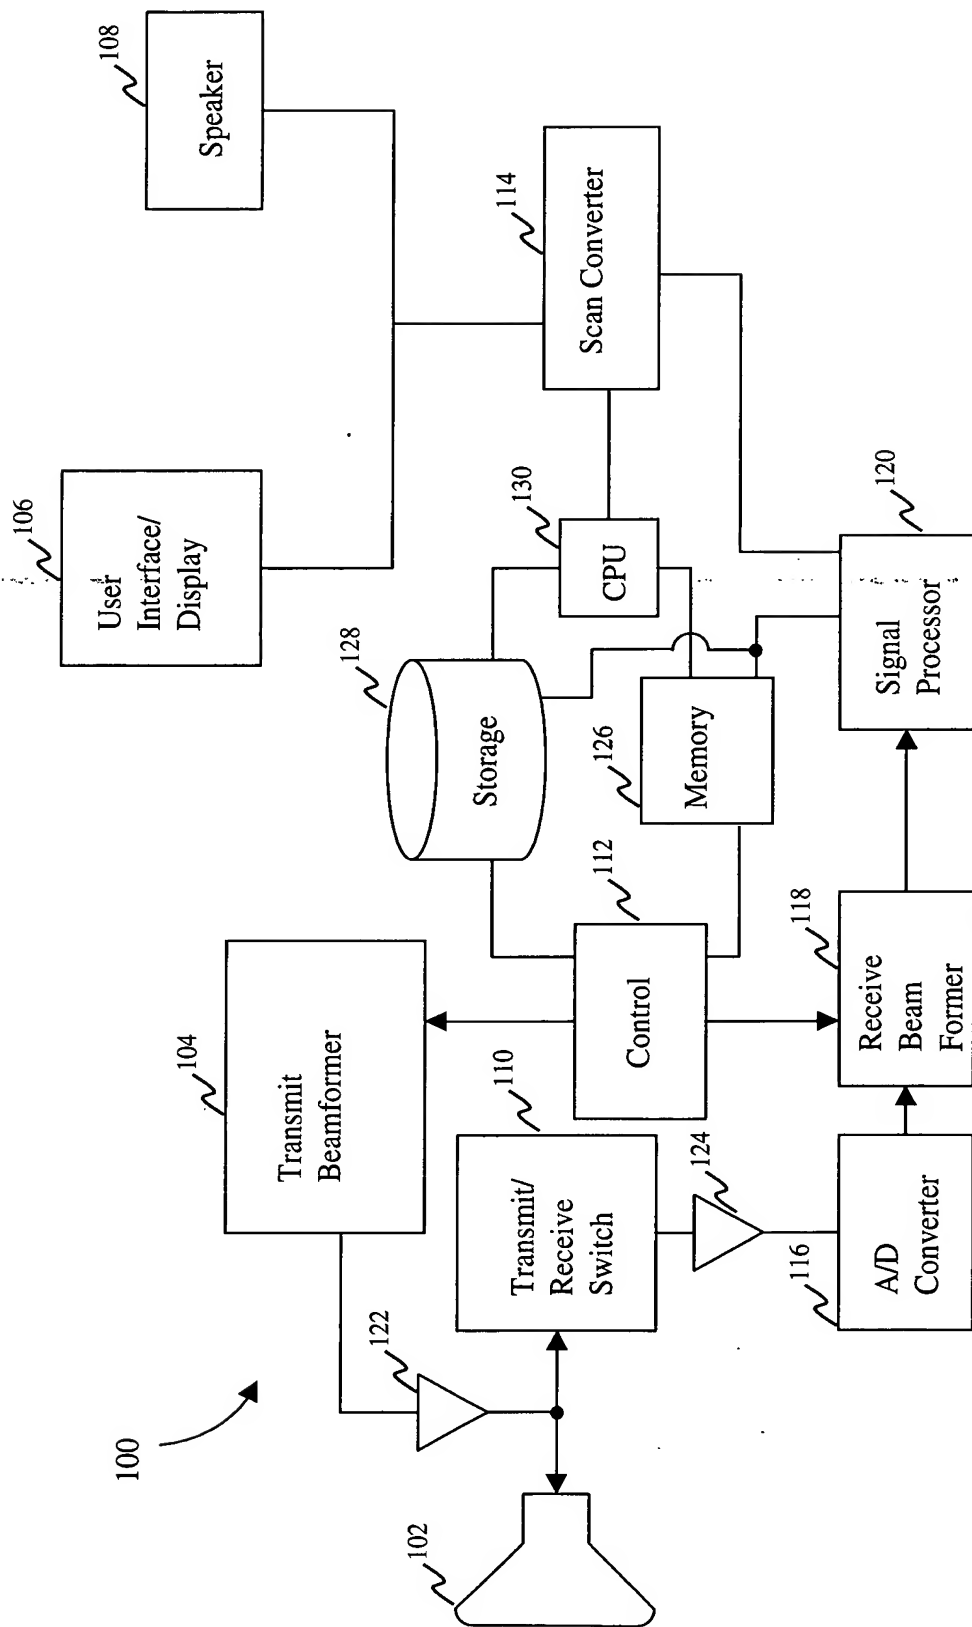 100
102
122
104
Transmit
Beamformer
110
Transmit/
Receive
Switch
124
116
A/D
Converter
112
Control
118
Receive
Beam
Former
128
Storage
126
Memory
130
CPU
120
Signal
Processor
106
User
Interface/
Display
108
Speaker
114
Scan Converter